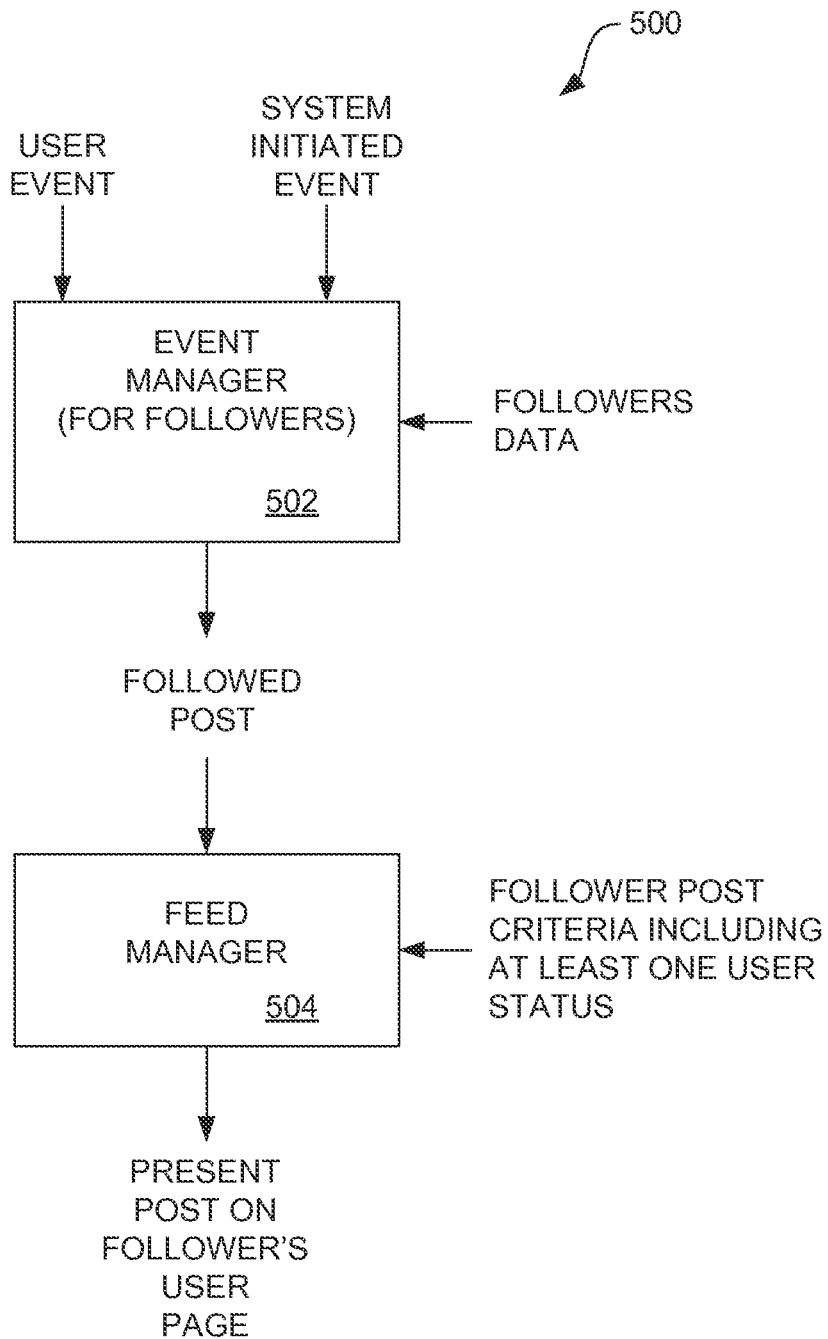 500
USER
EVENT
SYSTEM
INITIATED
EVENT
EVENT
MANAGER
(FOR FOLLOWERS)
502
FOLLOWERS
DATA
FOLLOWED
POST
FEED
MANAGER
504
FOLLOWER POST
CRITERIA INCLUDING
AT LEAST ONE USER
STATUS
PRESENT
POST ON
FOLLOWER'S
USER
PAGE